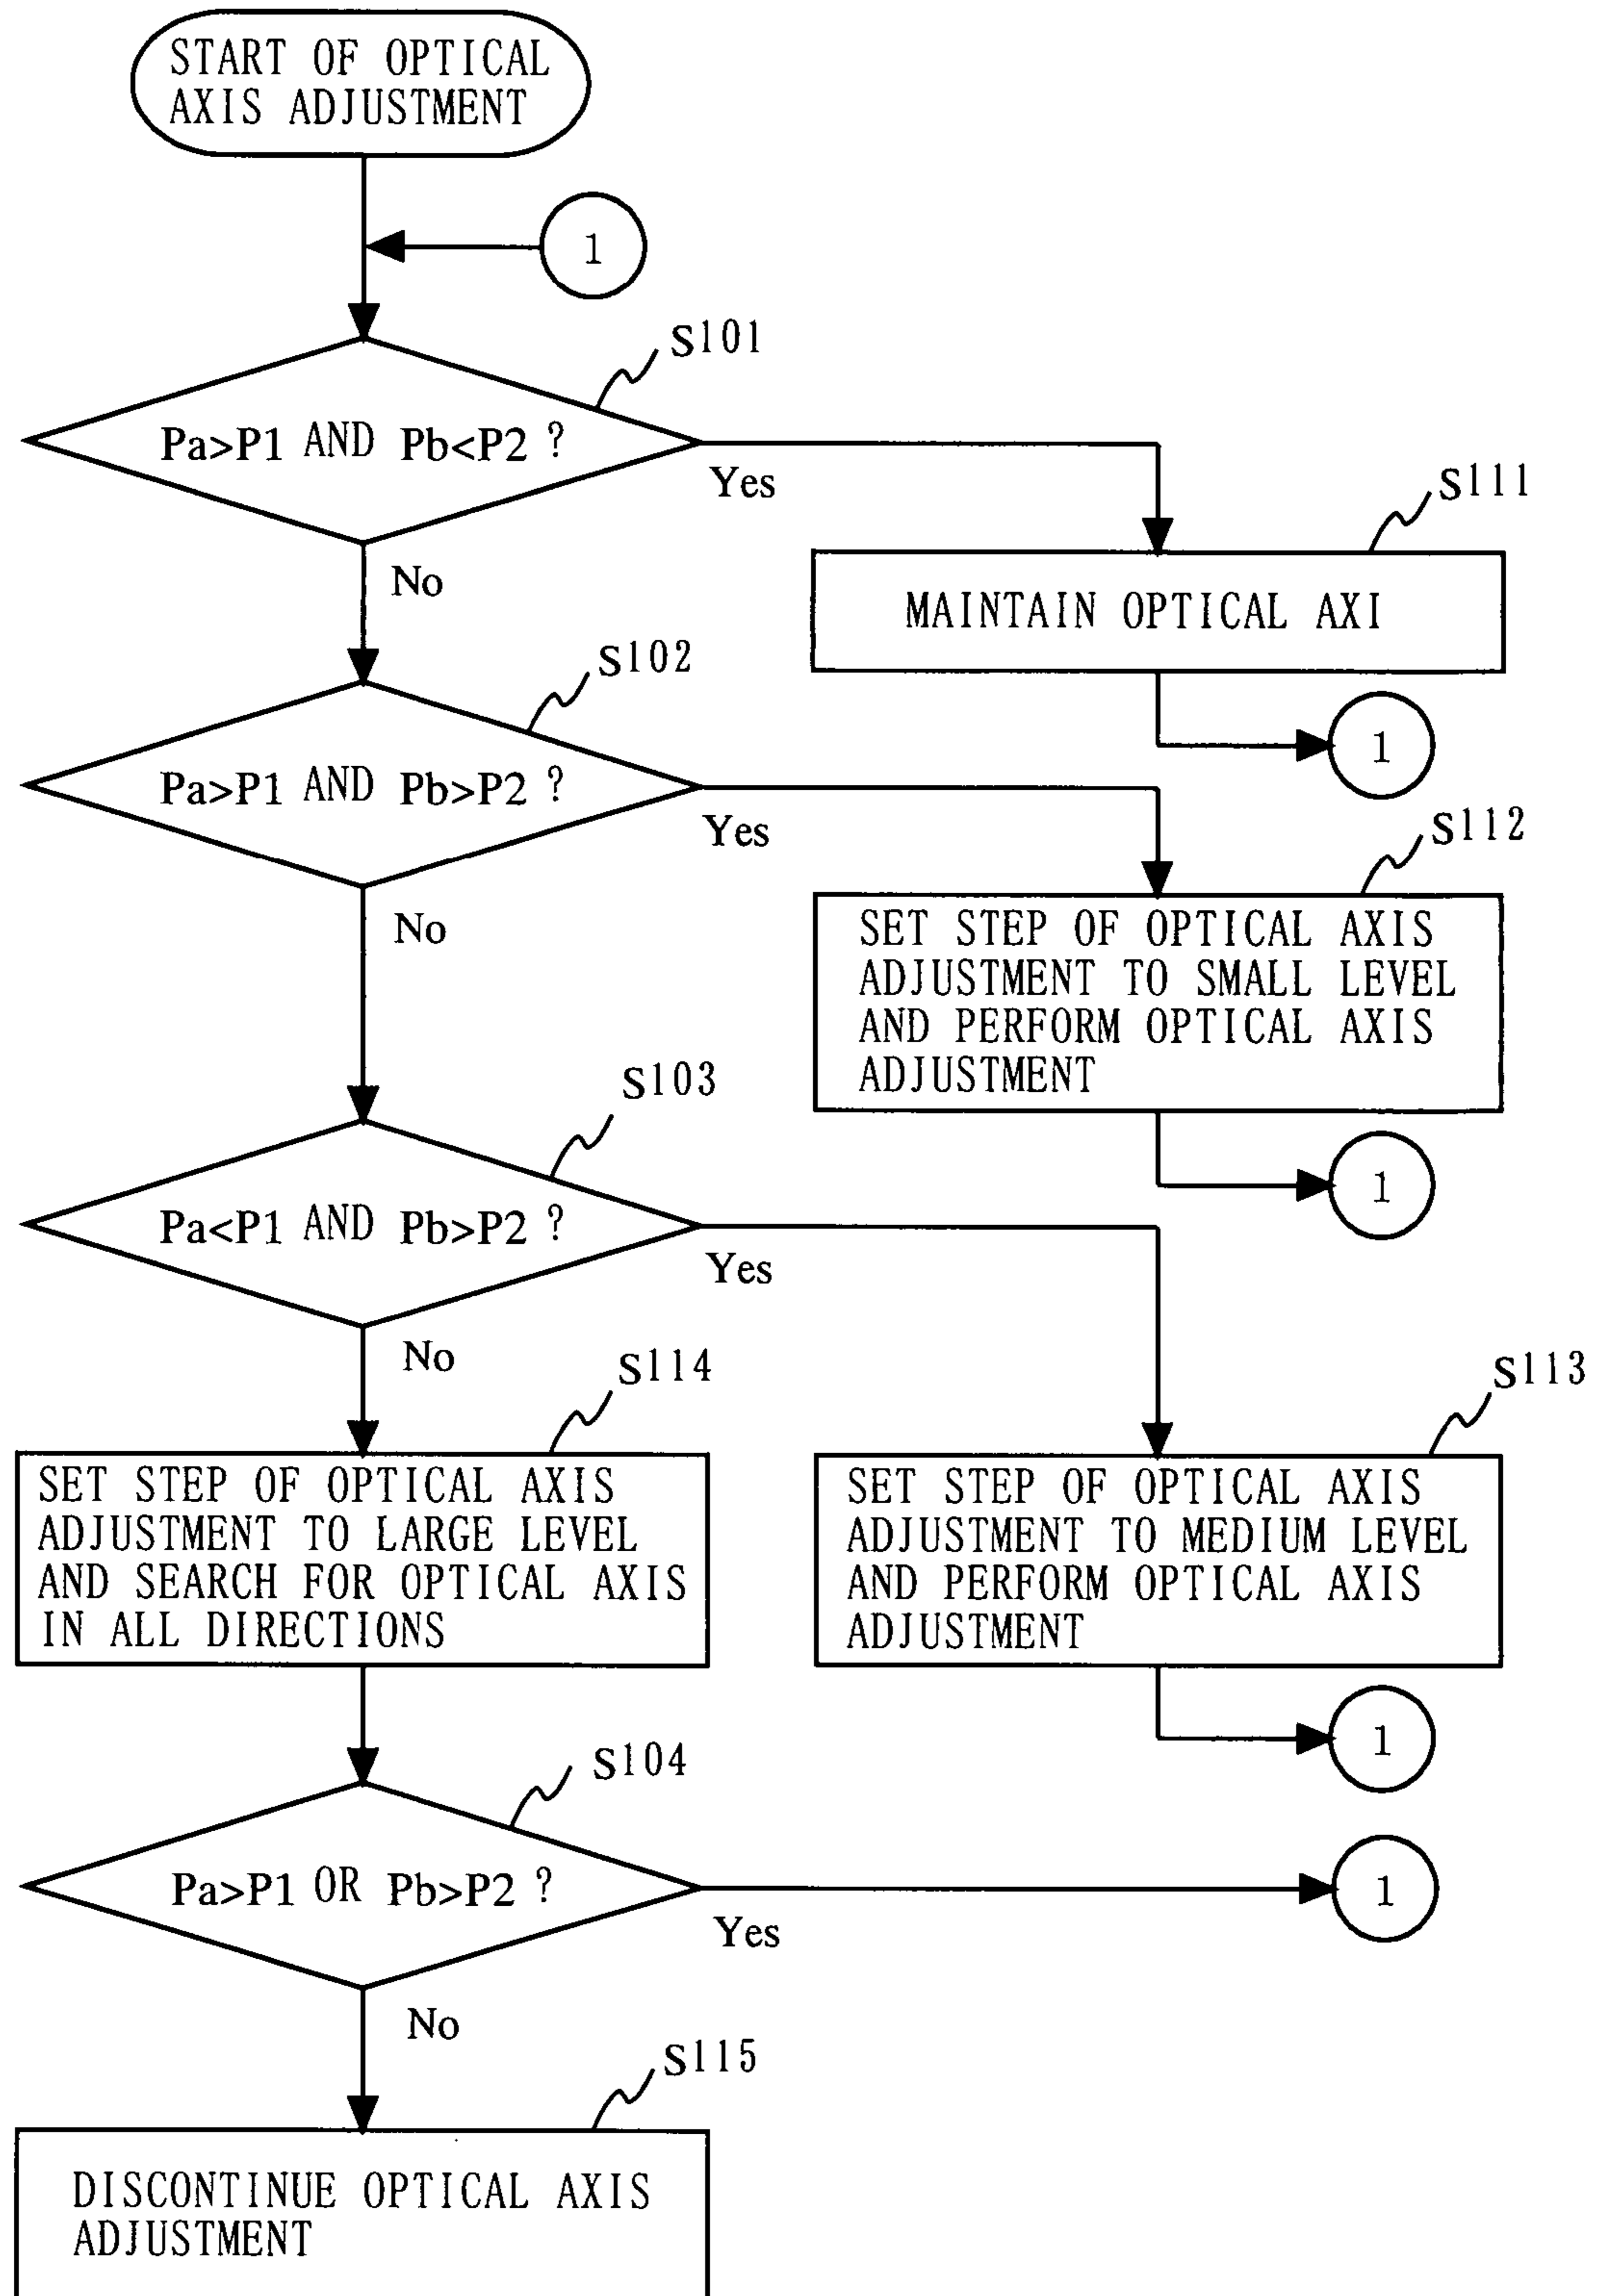 START OF OPTICAL
AXIS ADJUSTMENT
1
S101
Pa>P1 AND Pb<P2 ?
Yes
No
S111
MAINTAIN OPTICAL AXI
1
S102
Pa>P1 AND Pb>P2 ?
Yes
No
S112
SET STEP OF OPTICAL AXIS
ADJUSTMENT TO SMALL LEVEL
AND PERFORM OPTICAL AXIS
ADJUSTMENT
1
S103
Pa<P1 AND Pb>P2 ?
Yes
No
S113
SET STEP OF OPTICAL AXIS
ADJUSTMENT TO MEDIUM LEVEL
AND PERFORM OPTICAL AXIS
ADJUSTMENT
1
S114
SET STEP OF OPTICAL AXIS
ADJUSTMENT TO LARGE LEVEL
AND SEARCH FOR OPTICAL AXIS
IN ALL DIRECTIONS
S104
Pa>P1 OR Pb>P2 ?
Yes
1
No
S115
DISCONTINUE OPTICAL AXIS
ADJUSTMENT